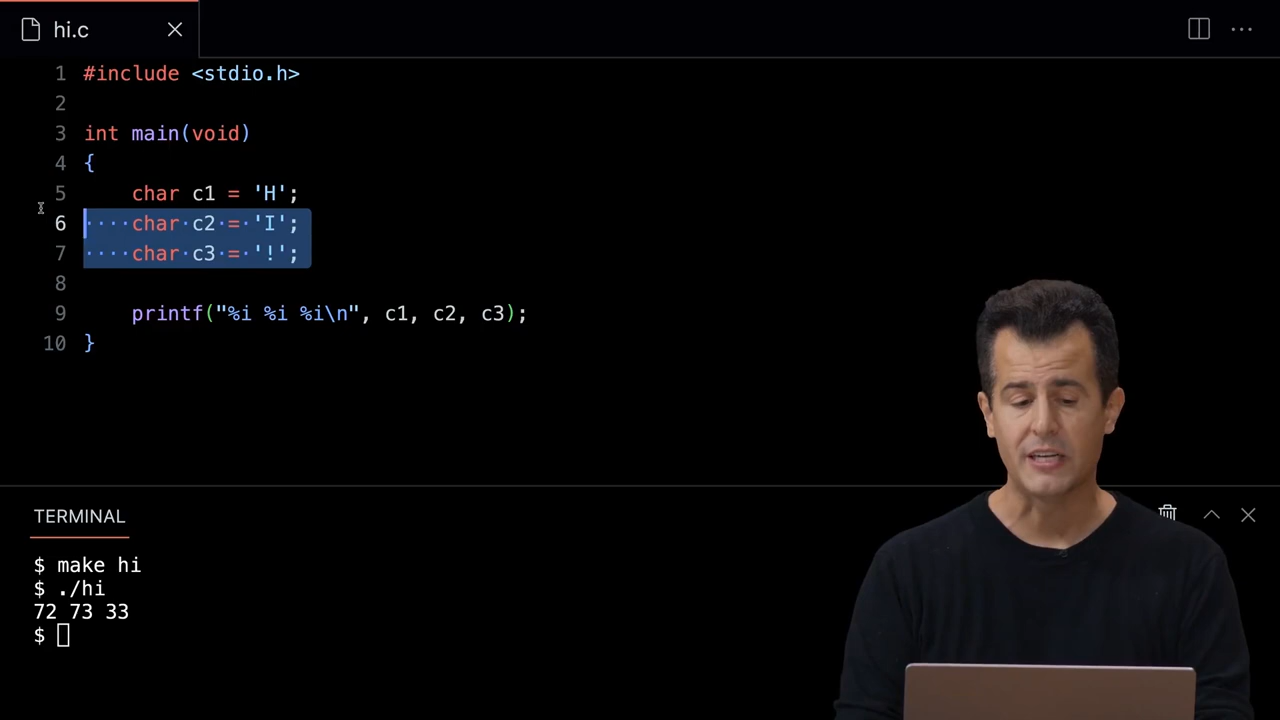 hi.c
1 #include <stdio.h>
2
3 int main(void)
4 {
5     char c1 = 'H';
6 ····char·c2·=·'I';
7 ····char·c3·=·'!';
8
9     printf("%i %i %i\n", c1, c2, c3);
10 }
TERMINAL
$ make hi
$ ./hi
72 73 33
$